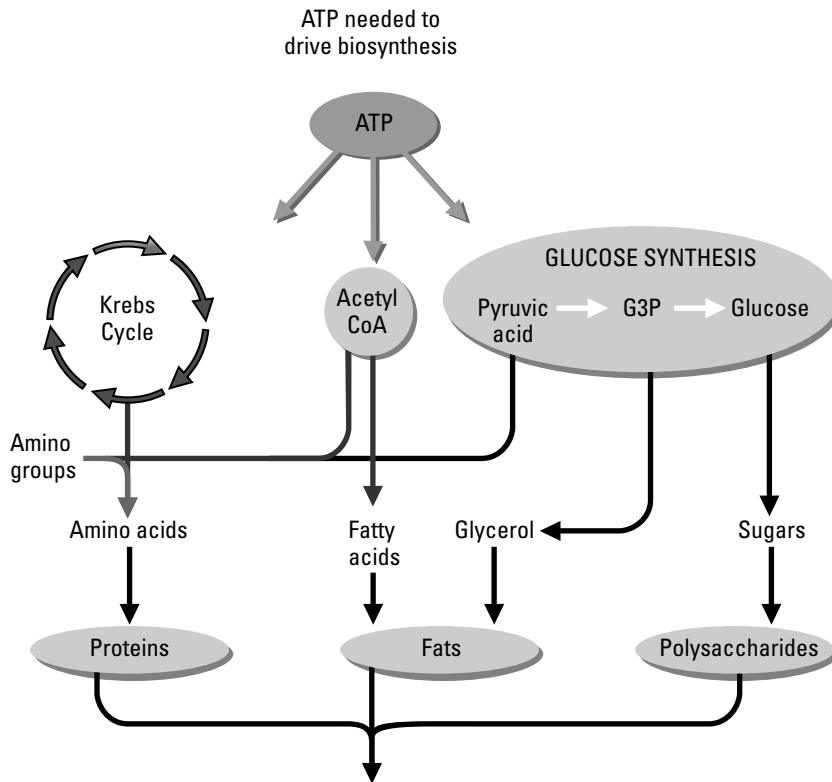 ATP needed to
drive biosynthesis
ATP
GLUCOSE SYNTHESIS
Krebs
Cycle
Acetyl
CoA
Pyruvic
acid
G3P
Glucose
Amino
groups
Amino acids
Fatty
acids
Glycerol
Sugars
Proteins
Fats
Polysaccharides